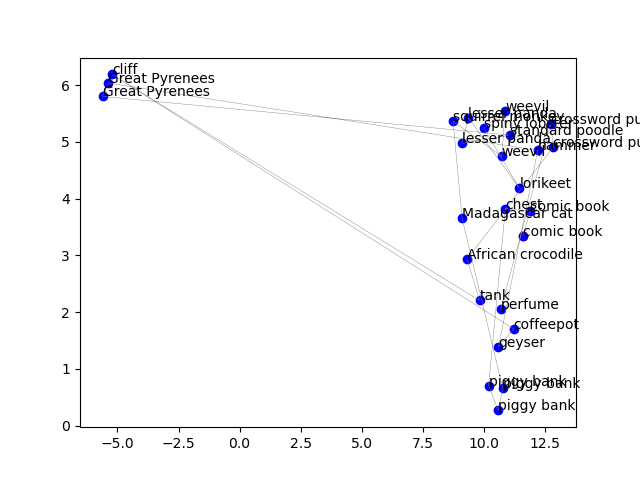 cliff
Great Pyrenees
Great Pyrenees
weevil
lesser panda
squirrel monkey
crossword pu
spiny lobster
standard poodle
lesser panda
crossword pu
hammer
weevil
lorikeet
chest
comic book
Madagascar cat
comic book
African crocodile
tank
perfume
coffeepot
geyser
piggy bank
piggy bank
piggy bank
6
5
4
3
2
1
0
−5.0 −2.5 0.0 2.5 5.0 7.5 10.0 12.5